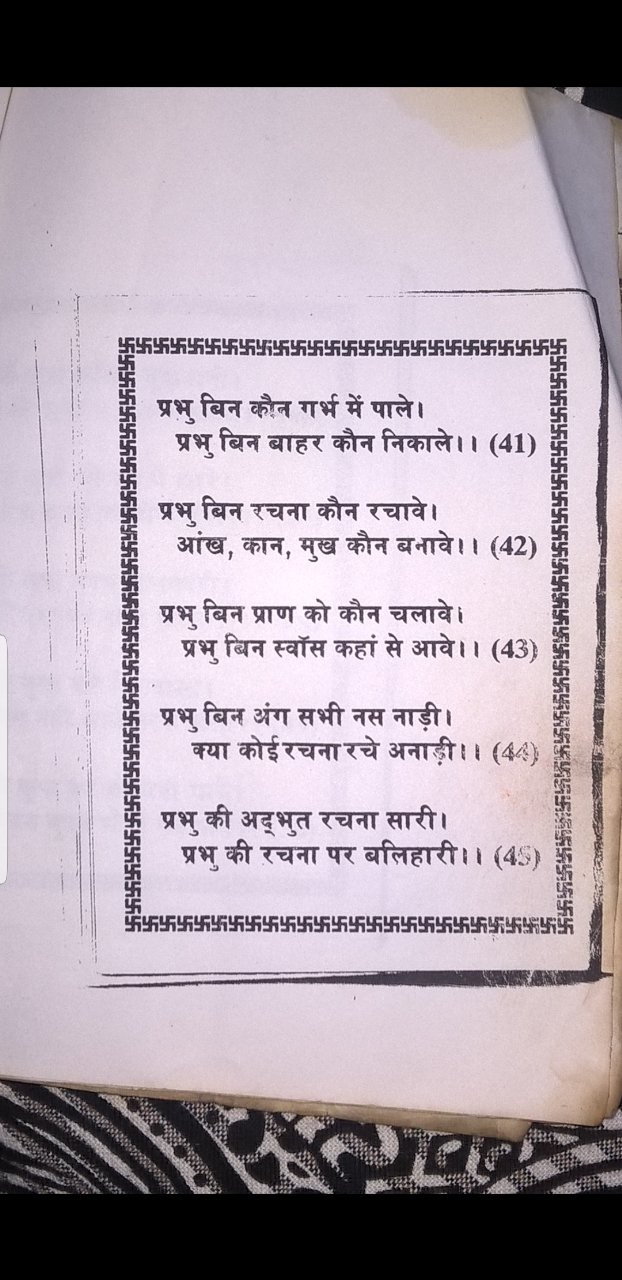 प्रभु बिन कौन गर्भ में पाले।
प्रभु बिन बाहर कौन निकाले।। (41)
प्रभु बिन रचना कौन रचावे।
आंख, कान, मुख कौन बनावे।। (42)
प्रभु बिन प्राण को कौन चलावे।
प्रभु बिन स्वॉस कहां से आवे।। (43)
प्रभु बिन अंग सभी नस नाड़ी।
क्या कोई रचना रचे अनाड़ी।। (44)
प्रभु की अद्‌भुत रचना सारी।
प्रभु की रचना पर बलिहारी।। (45)